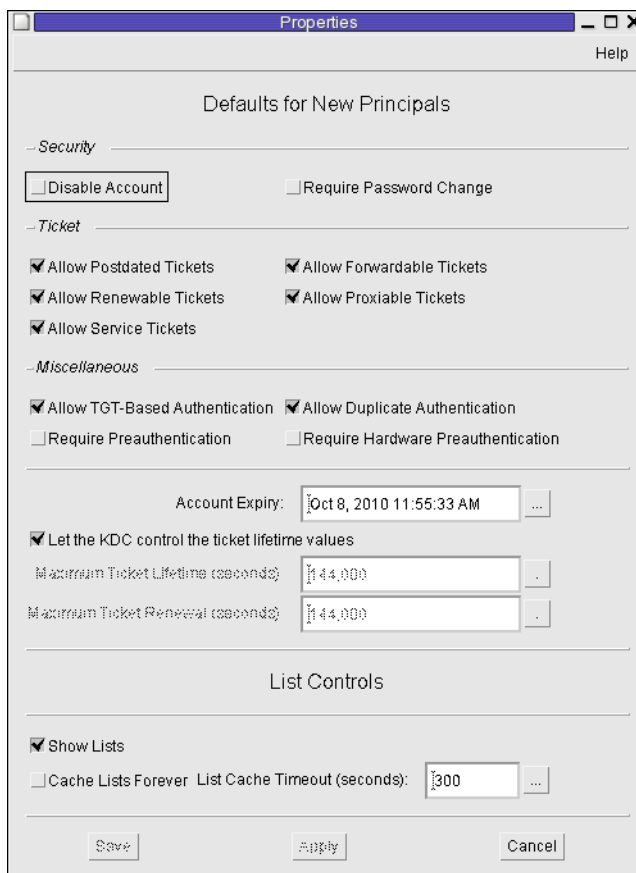 Properties
Help
Defaults for New Principals
Security
Disable Account Require Password Change
Ticket
Allow Postdated Tickets Allow Forwardable Tickets
Allow Renewable Tickets Allow Proxiable Tickets
Allow Service Tickets
Miscellaneous
Allow TGT-Based Authentication Allow Duplicate Authentication
Require Preauthentication Require Hardware Preauthentication
Account Expiry: Oct 8, 2010 11:55:33 AM ...
Let the KDC control the ticket lifetime values
Maximum Ticket Lifetime (seconds) 144,000 .
Maximum Ticket Renewal (seconds) 144,000 .
List Controls
Show Lists
Cache Lists Forever List Cache Timeout (seconds): 300 ...
Save Apply Cancel